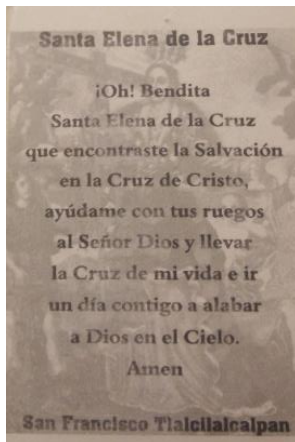 Santa Elena de la Cruz
¡Oh! Bendita
Santa Elena de la Cruz
que encontraste la Salvación
en la Cruz de Cristo,
ayúdame con tus ruegos
al Señor Dios y llevar
la Cruz de mi vida e ir
un día contigo a alabar
a Dios en el Cielo.
Amen
San Francisco Tlalcilalcalpan